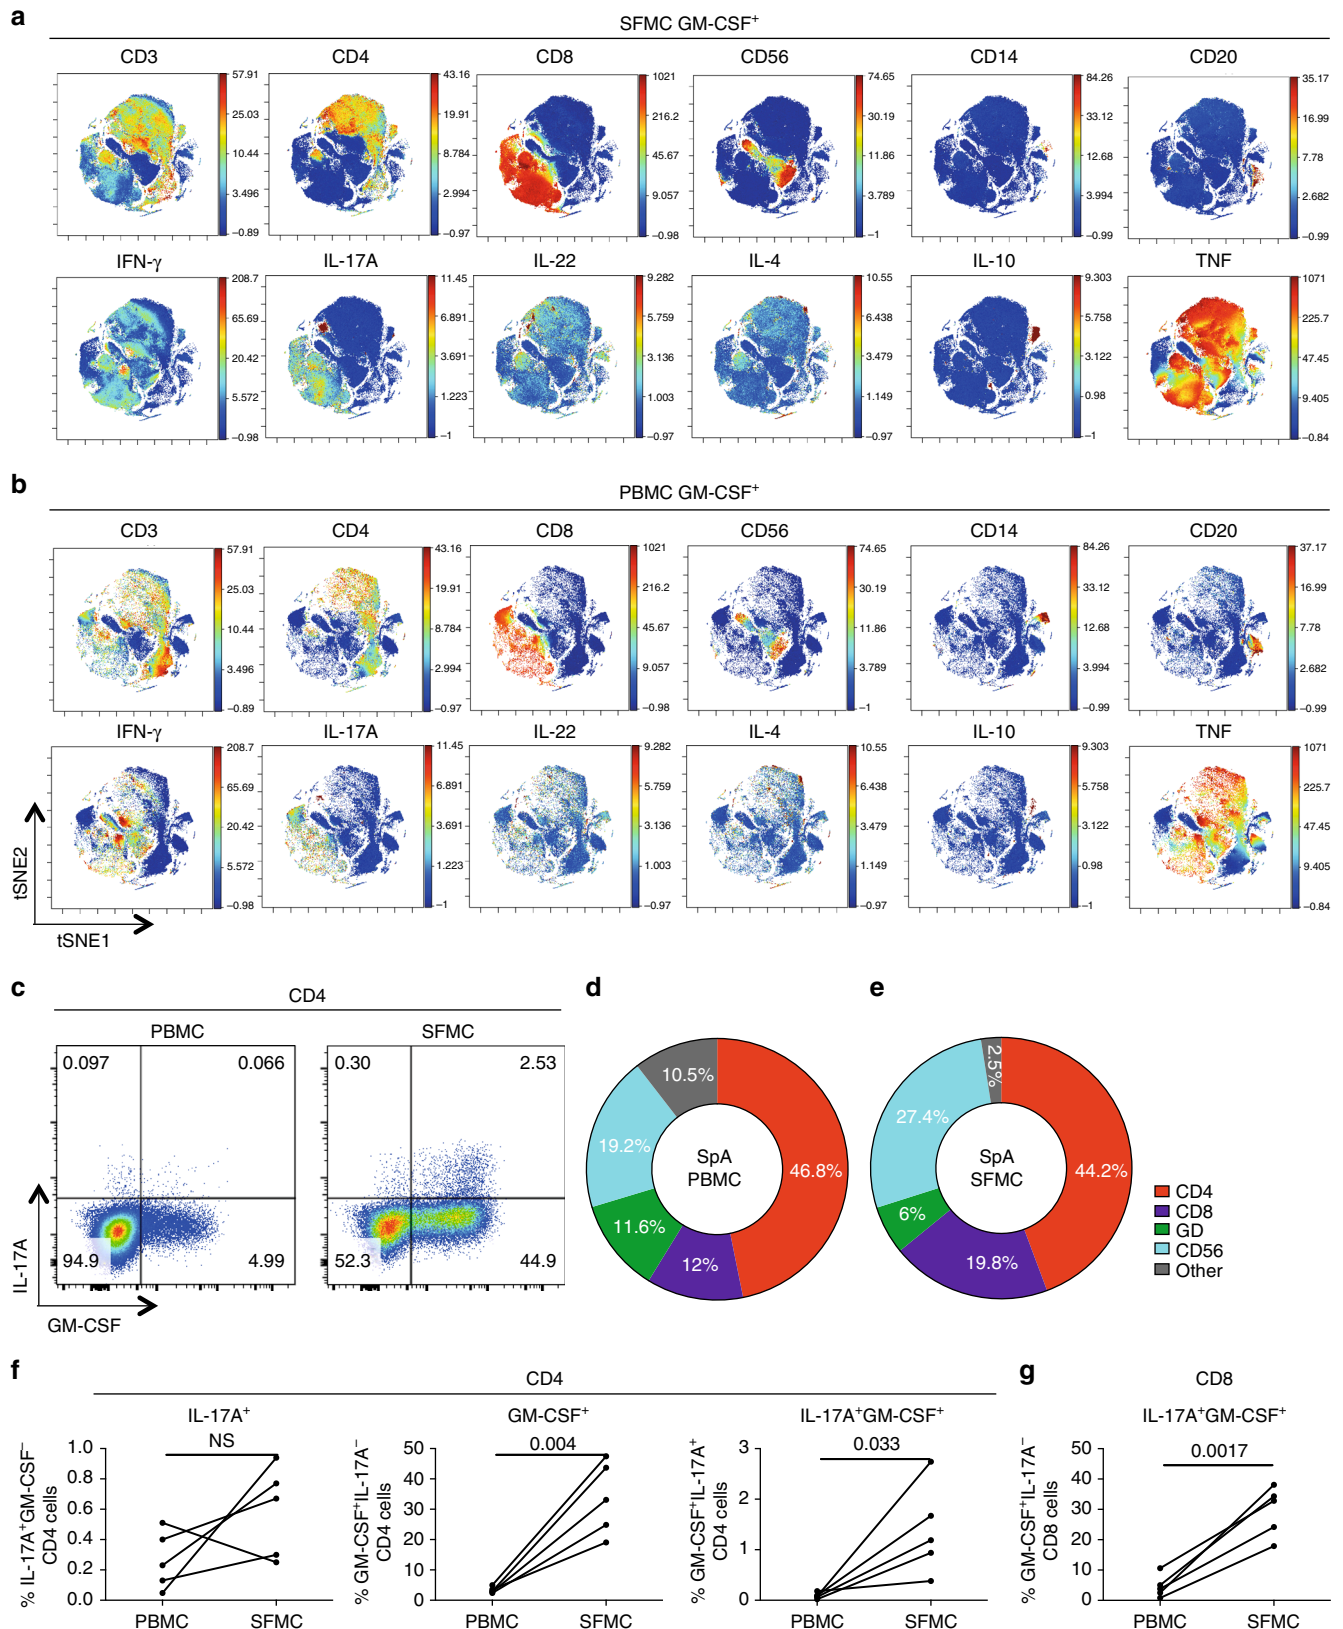 a
SFMC GM-CSF+
CD3 CD4 CD8 CD56 CD14 CD20
57.91 25.03 10.44 3.496 −0.89
43.16 19.91 8.784 2.994 −0.97
1021 216.2 45.67 9.057 −0.98
74.65 30.19 11.86 3.789 −1
84.26 33.12 12.68 3.994 −0.99
35.17 16.99 7.78 2.682 −0.99
IFN-γ IL-17A IL-22 IL-4 IL-10 TNF
208.7 65.69 20.42 5.572 −0.98
11.45 6.891 3.691 1.223 −1
9.282 5.759 3.136 1.003 −0.97
10.55 6.438 3.479 1.149 −0.97
9.303 5.758 3.122 0.98 −1
1071 225.7 47.45 9.405 −0.84
b
PBMC GM-CSF+
CD3 CD4 CD8 CD56 CD14 CD20
57.91 25.03 10.44 3.496 −0.89
43.16 19.91 8.784 2.994 −0.97
1021 216.2 45.67 9.057 −0.98
74.65 30.19 11.86 3.789 −1
84.26 33.12 12.68 3.994 −0.99
37.17 16.99 7.78 2.682 −0.99
IFN-γ IL-17A IL-22 IL-4 IL-10 TNF
208.7 65.69 20.42 5.572 −0.98
11.45 6.891 3.691 1.223 −1
9.282 5.759 3.136 1.003 −0.97
10.55 6.438 3.479 1.149 −0.97
9.303 5.758 3.122 0.98 −1
1071 225.7 47.45 9.405 −0.84
tSNE2
tSNE1
c
CD4
PBMC SFMC
0.097 0.066
94.9 4.99
0.30 2.53
52.3 44.9
IL-17A
GM-CSF
d
10.5%
19.2%
46.8%
11.6%
12%
SpA
PBMC
e
2.5%
27.4%
44.2%
6%
19.8%
SpA
SFMC
CD4
CD8
GD
CD56
Other
f
CD4
IL-17A+
NS
% IL-17A+GM-CSF−
CD4 cells
1.0
0.8
0.6
0.4
0.2
0.0
PBMC SFMC
GM-CSF+
0.004
% GM-CSF+IL-17A−
CD4 cells
50
40
30
20
10
0
PBMC SFMC
IL-17A+GM-CSF+
0.033
% GM-CSF+IL-17A+
CD4 cells
3
2
1
0
PBMC SFMC
g
CD8
IL-17A+GM-CSF+
0.0017
% GM-CSF+IL-17A−
CD8 cells
50
40
30
20
10
0
PBMC SFMC